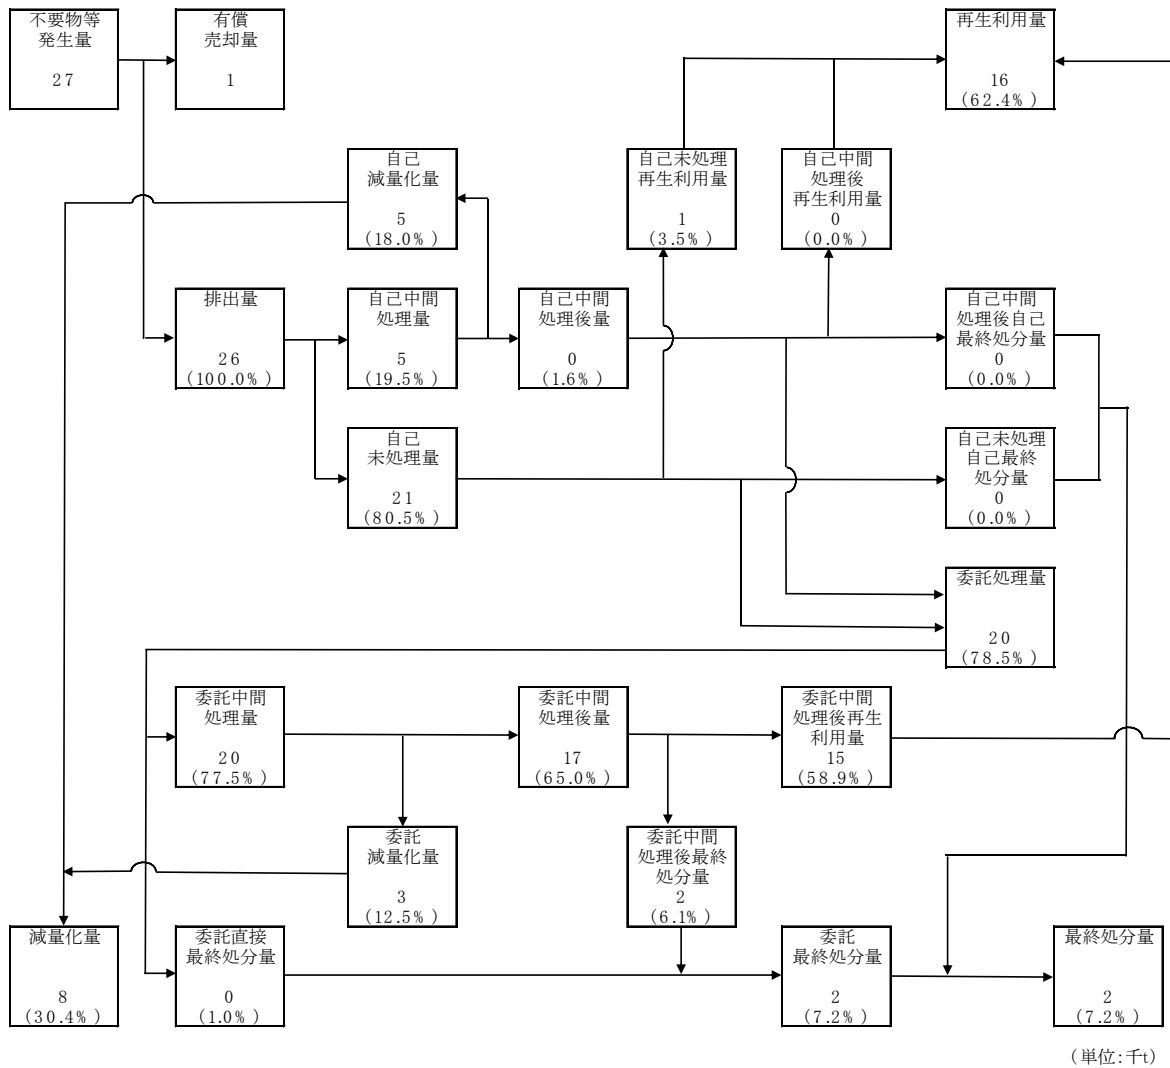 不要物等
発生量
27
有償
売却量
1
再生利用量
16
(62.4%)
自己
減量化量
5
(18.0%)
自己未処理
再生利用量
1
(3.5%)
自己中間
処理後
再生利用量
0
(0.0%)
排出量
26
(100.0%)
自己中間
処理量
5
(19.5%)
自己中間
処理後量
0
(1.6%)
自己中間
処理後自己
最終処分量
0
(0.0%)
自己
未処理量
21
(80.5%)
自己未処理
自己最終
処分量
0
(0.0%)
委託処理量
20
(78.5%)
委託中間
処理量
20
(77.5%)
委託中間
処理後量
17
(65.0%)
委託中間
処理後再生
利用量
15
(58.9%)
委託
減量化量
3
(12.5%)
委託中間
処理後最終
処分量
2
(6.1%)
減量化量
8
(30.4%)
委託直接
最終処分量
0
(1.0%)
委託
最終処分量
2
(7.2%)
最終処分量
2
(7.2%)
(単位:千t)